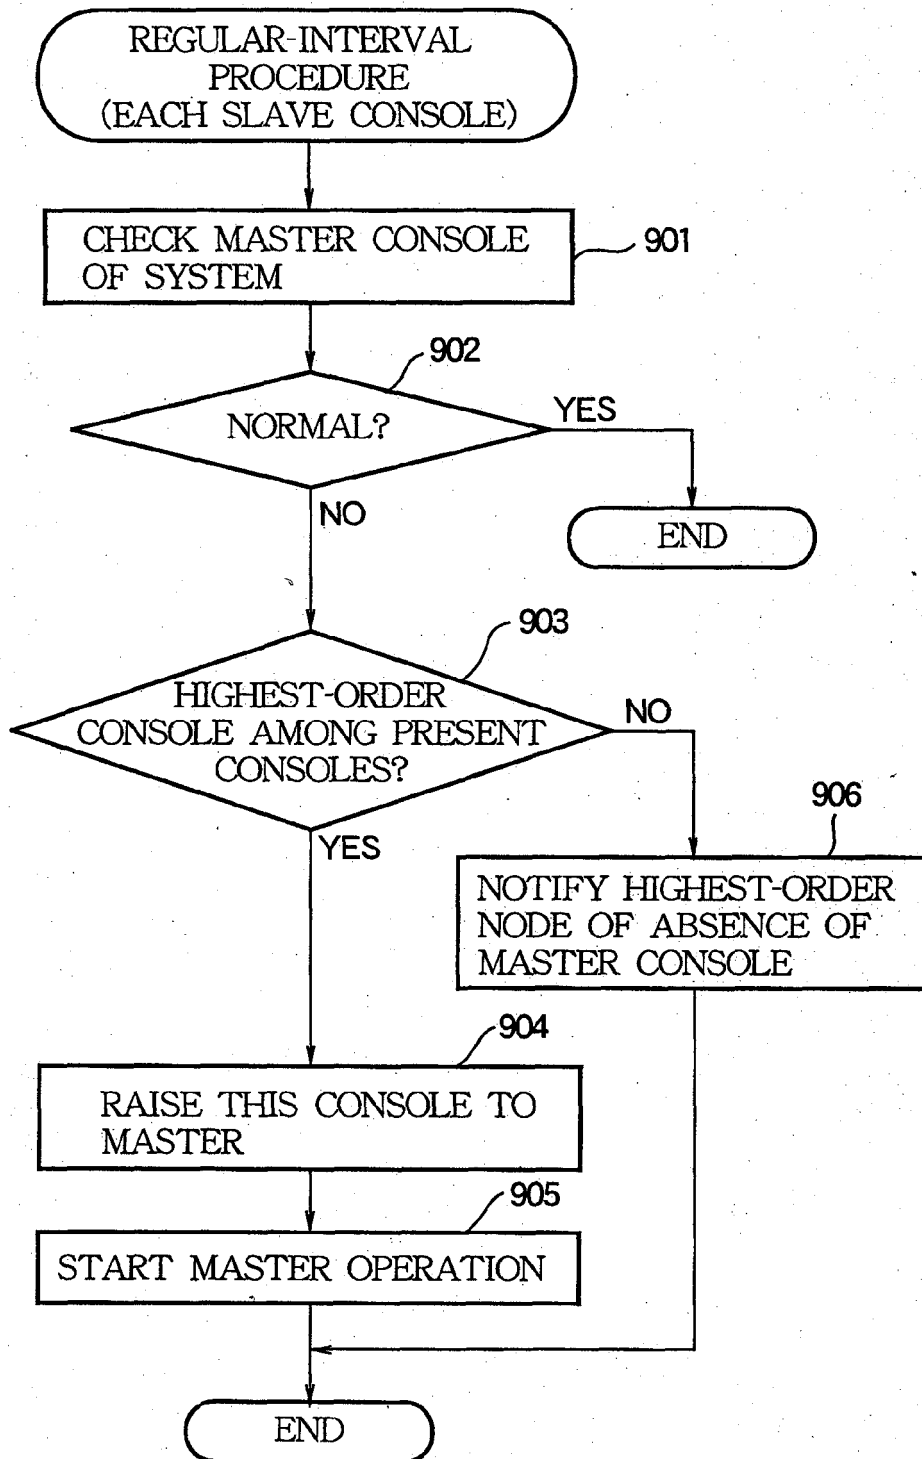 REGULAR-INTERVAL
PROCEDURE
(EACH SLAVE CONSOLE)
CHECK MASTER CONSOLE
OF SYSTEM
901
902
NORMAL?
YES
NO
END
903
HIGHEST-ORDER
CONSOLE AMONG PRESENT
CONSOLES?
NO
YES
906
NOTIFY HIGHEST-ORDER
NODE OF ABSENCE OF
MASTER CONSOLE
904
RAISE THIS CONSOLE TO
MASTER
905
START MASTER OPERATION
END